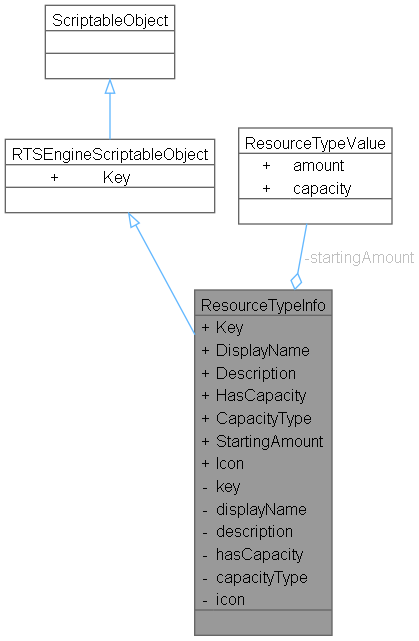 ScriptableObject
RTSEngineScriptableObject
+ Key
ResourceTypeValue
+ amount
+ capacity
-startingAmount
ResourceTypeInfo
+ Key
+ DisplayName
+ Description
+ HasCapacity
+ CapacityType
+ StartingAmount
+ Icon
- key
- displayName
- description
- hasCapacity
- capacityType
- icon